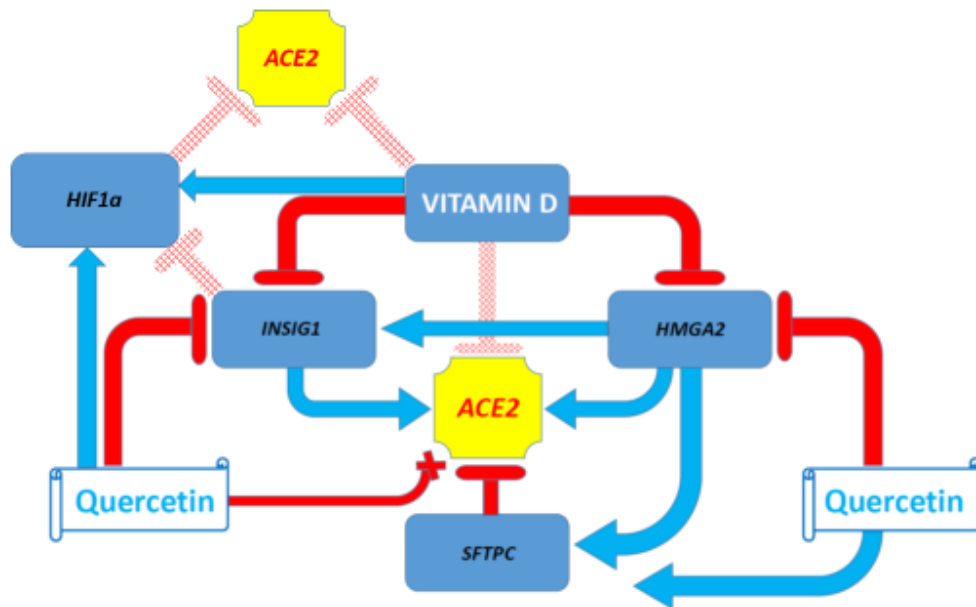 ACE2
HIF1a
VITAMIN D
INSIG1
HMGA2
ACE2
Quercetin
Quercetin
SFTPC